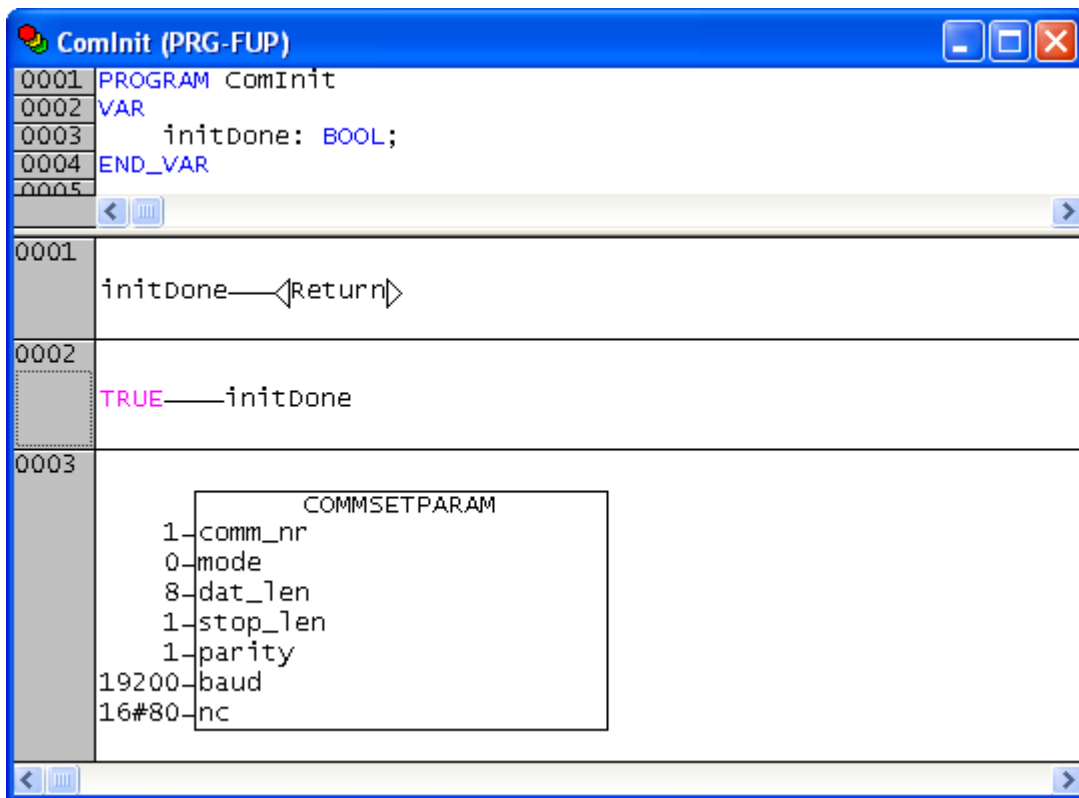 ComInit (PRG-FUP)
0001 PROGRAM ComInit
0002 VAR
0003 initDone: BOOL;
0004 END_VAR
0005
0001
initDone Return
0002
TRUE initDone
0003
COMMSETPARAM
1 comm_nr
0 mode
8 dat_len
1 stop_len
1 parity
19200 baud
16#80 nc